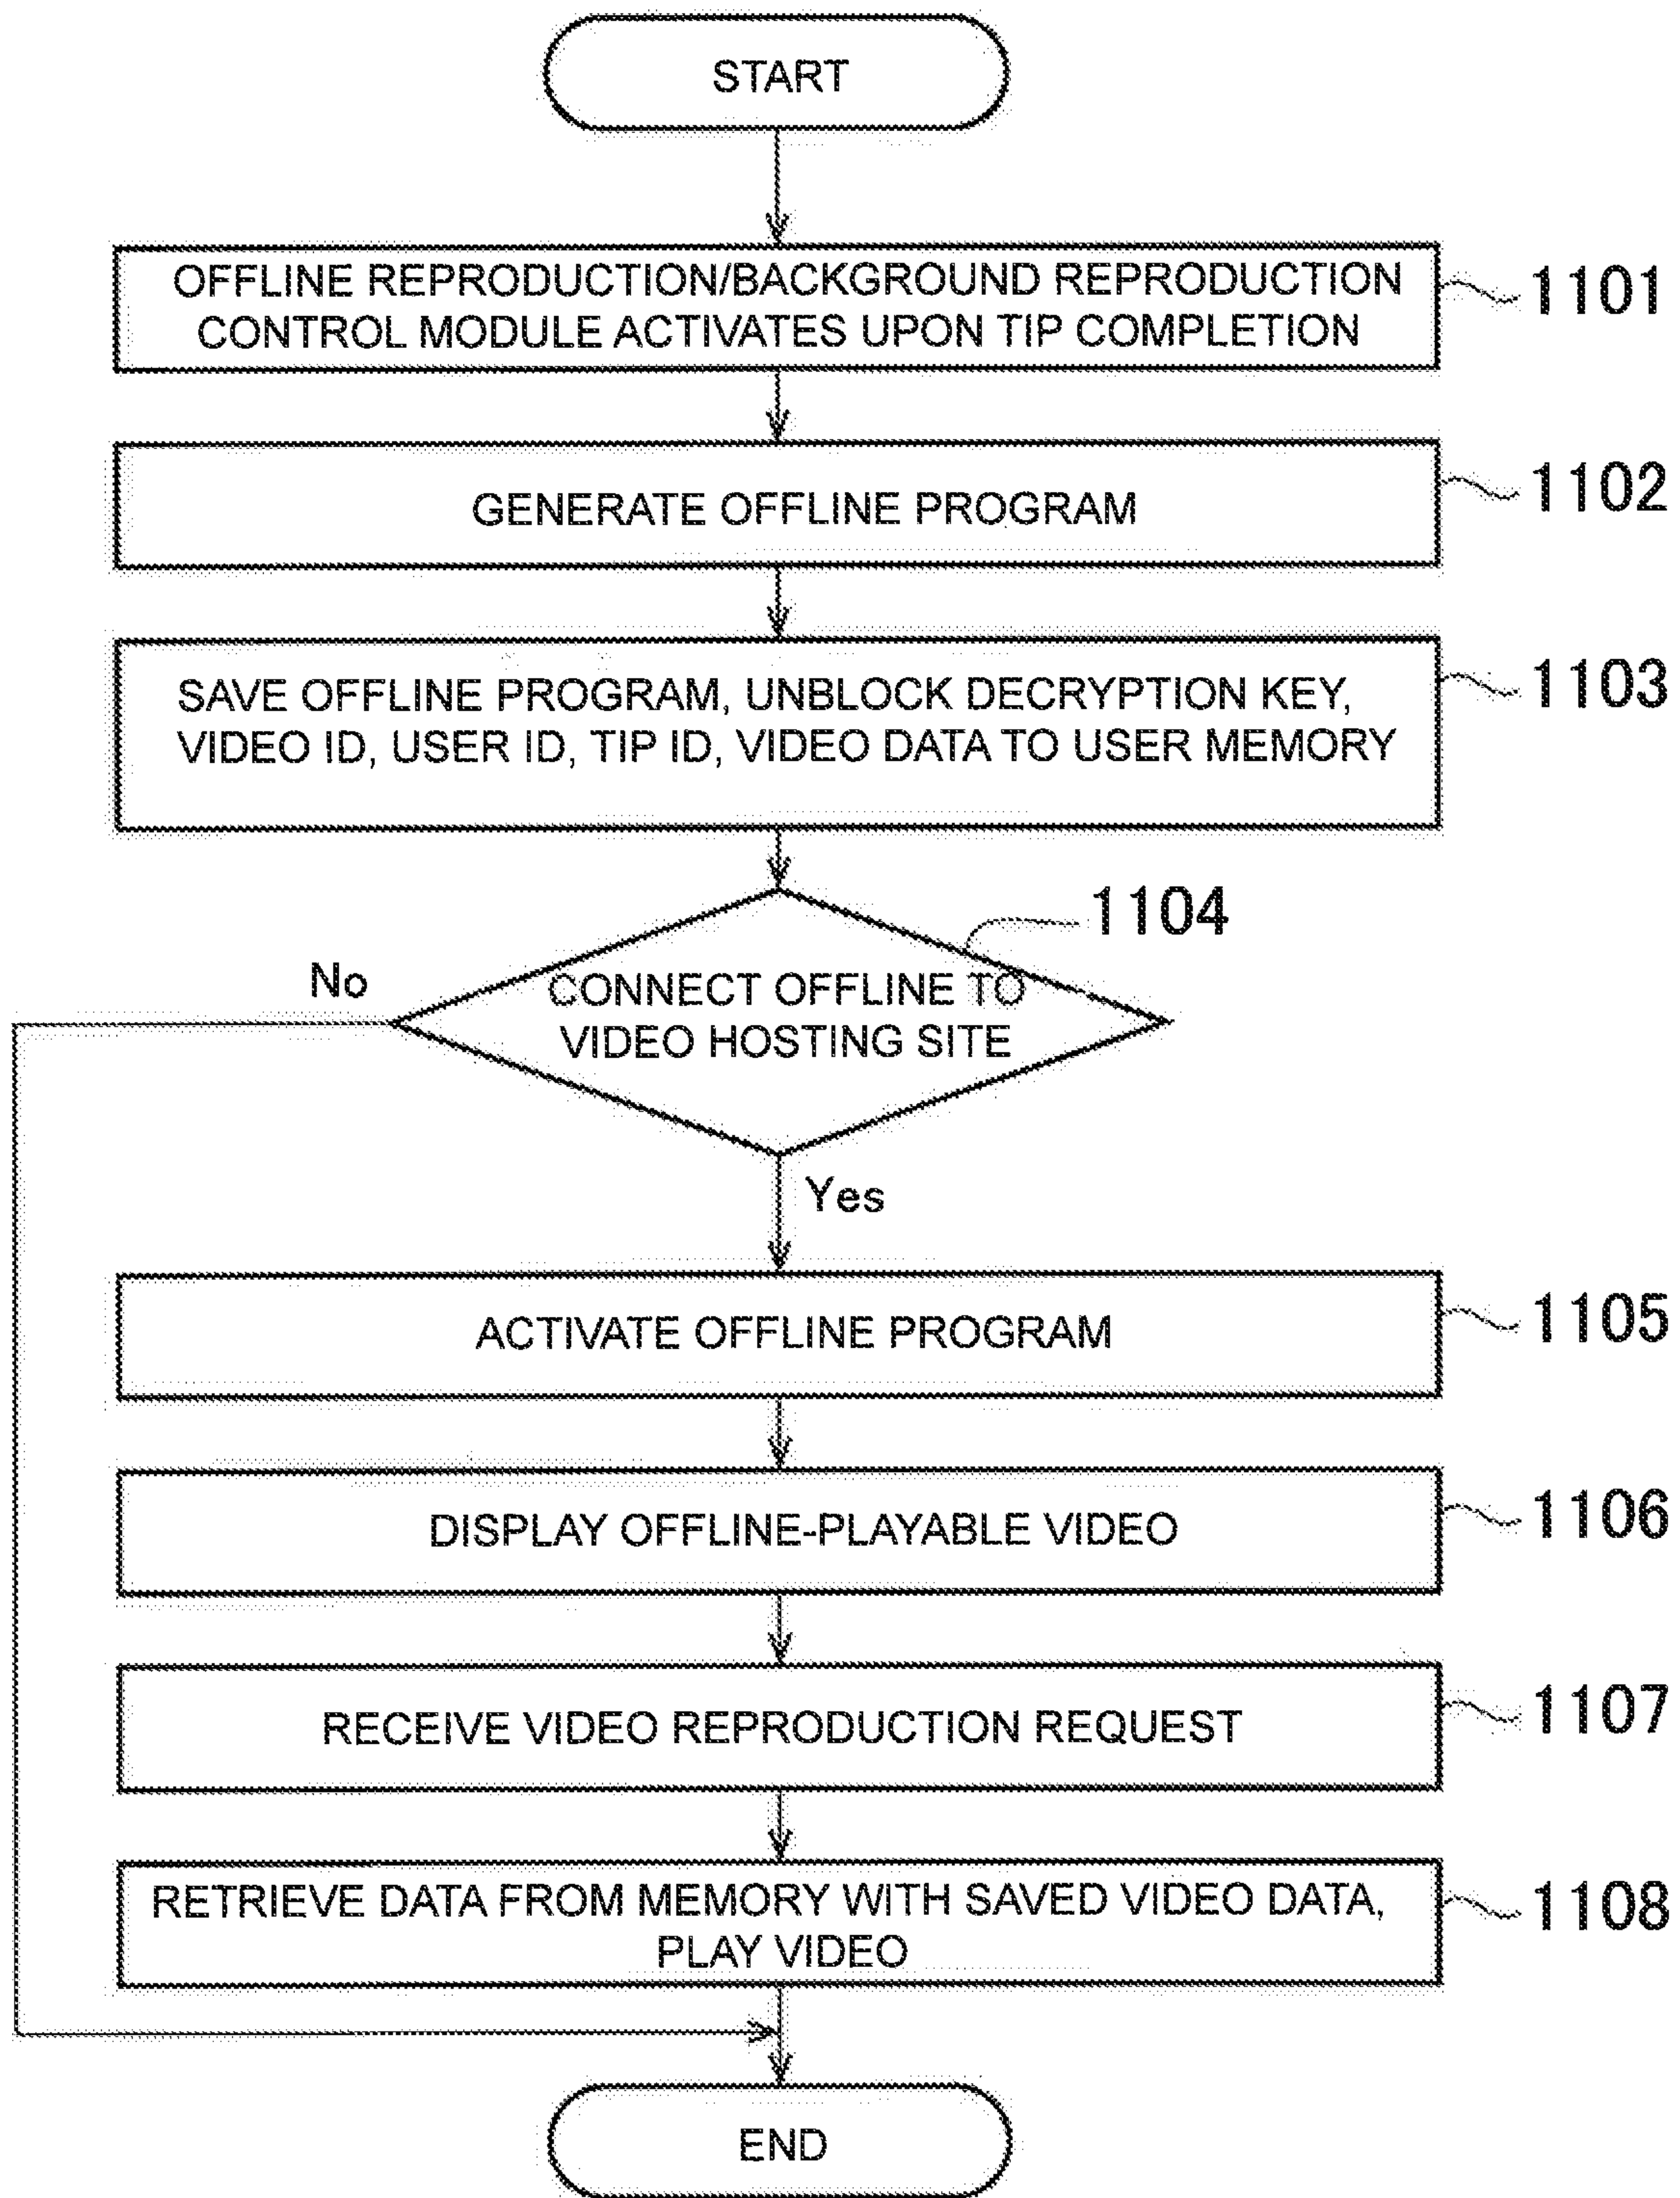 START
OFFLINE REPRODUCTION/BACKGROUND REPRODUCTION
CONTROL MODULE ACTIVATES UPON TIP COMPLETION
1101
GENERATE OFFLINE PROGRAM
1102
SAVE OFFLINE PROGRAM, UNBLOCK DECRYPTION KEY,
VIDEO ID, USER ID, TIP ID, VIDEO DATA TO USER MEMORY
1103
1104
No
CONNECT OFFLINE TO
VIDEO HOSTING SITE
Yes
ACTIVATE OFFLINE PROGRAM
1105
DISPLAY OFFLINE-PLAYABLE VIDEO
1106
RECEIVE VIDEO REPRODUCTION REQUEST
1107
RETRIEVE DATA FROM MEMORY WITH SAVED VIDEO DATA,
PLAY VIDEO
1108
END